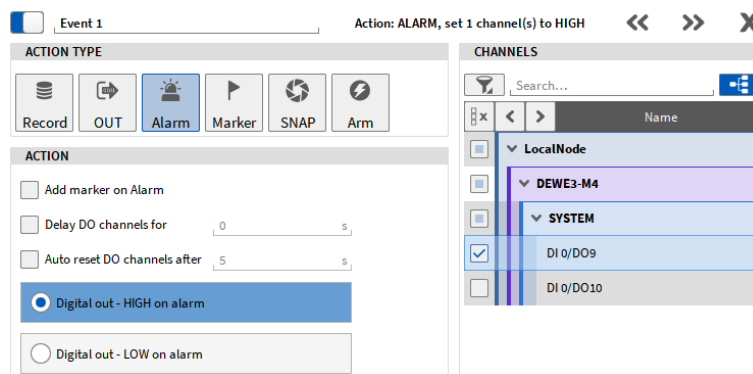 Event 1
Action: ALARM, set 1 channel(s) to HIGH
ACTION TYPE
Record
OUT
Alarm
Marker
SNAP
Arm
ACTION
Add marker on Alarm
Delay DO channels for 0 s
Auto reset DO channels after 5 s
Digital out - HIGH on alarm
Digital out - LOW on alarm
CHANNELS
Search...
Name
LocalNode
DEWE3-M4
SYSTEM
DI 0/DO9
DI 0/DO10